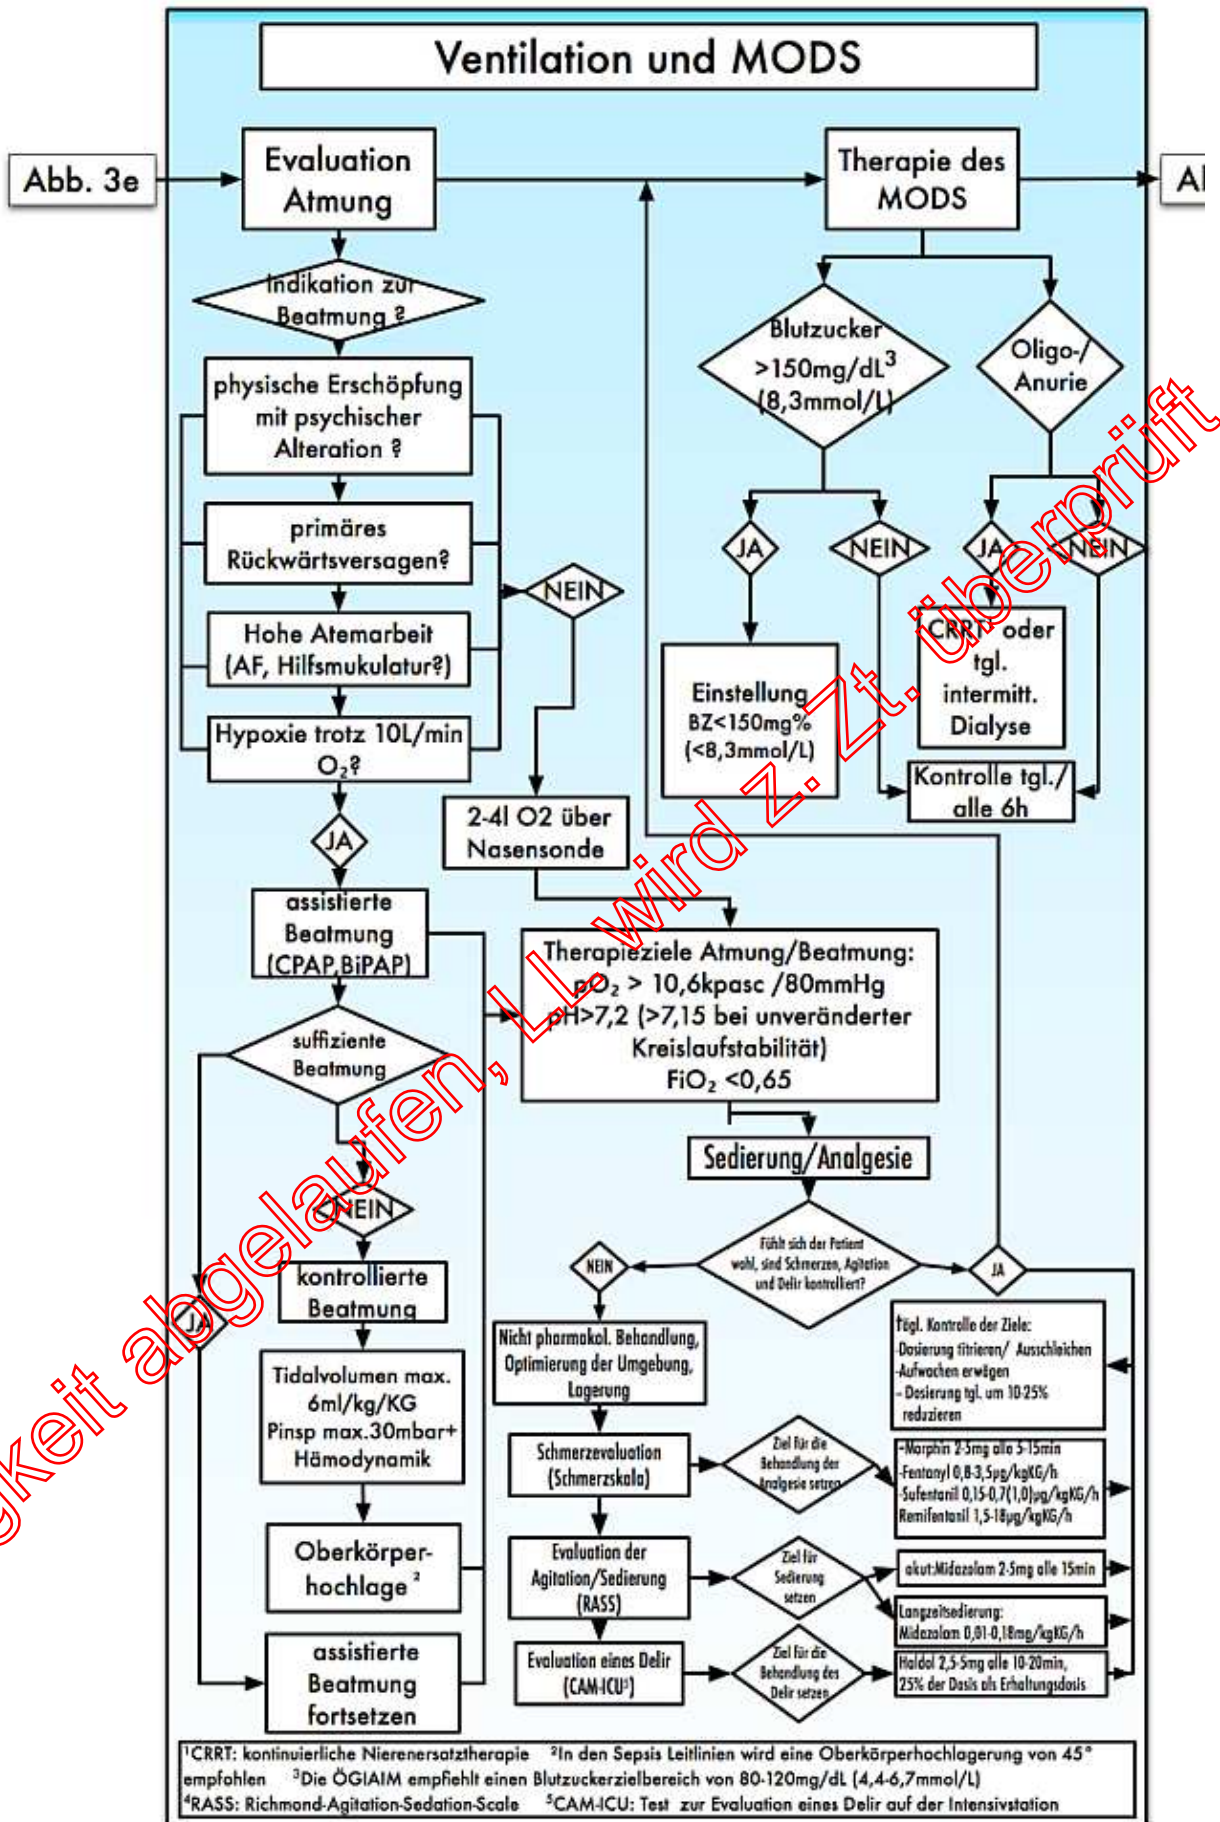 Ventilation und MODS
Abb. 3e
Evaluation
Atmung
Therapie des
MODS
Indikation zur
Beatmung ?
physische Erschöpfung
mit psychischer
Alteration ?
primäres
Rückwärtsversagen?
Hohe Atemarbeit
(AF, Hilfsmukulatur?)
Hypoxie trotz 10L/min
O₂?
NEIN
JA
2-4l O2 über
Nasensonde
assistierte
Beatmung
(CPAP,BiPAP)
suffiziente
Beatmung
NEIN
JA
kontrollierte
Beatmung
Tidalvolumen max.
6ml/kg/KG
Pinsp max.30mbar+
Hämodynamik
Oberkörper-
hochlage ²
assistierte
Beatmung
fortsetzen
Blutzucker
>150mg/dL³
(8,3mmol/L)
Oligo-/
Anurie
JA
NEIN
JA
NEIN
Einstellung
BZ<150mg%
(<8,3mmol/L)
CRRT¹ oder
tgl.
intermitt.
Dialyse
Kontrolle tgl./
alle 6h
Therapieziele Atmung/Beatmung:
pO₂ > 10,6kpasc /80mmHg
pH>7,2 (>7,15 bei unveränderter
Kreislaufstabilität)
FiO₂ <0,65
Sedierung/Analgesie
Fühlt sich der Patient
wohl, sind Schmerzen, Agitation
und Delir kontrolliert?
NEIN
JA
Nicht pharmakol. Behandlung,
Optimierung der Umgebung,
Lagerung
tägl. Kontrolle der Ziele:
-Dosierung titrieren/ Ausschleichen
-Aufwachen erwägen
- Dosierung tgl. um 10-25%
reduzieren
Schmerzevaluation
(Schmerzskala)
Ziel für die
Behandlung der
Analgesie setzen
-Morphin 2-5mg alle 5-15min
-Fentanyl 0,8-3,5µg/kgKG/h
-Sufentanil 0,15-0,7(1,0)µg/kgKG/h
Remifentanil 1,5-18µg/kgKG/h
Evaluation der
Agitation/Sedierung
(RASS)
Ziel für
Sedierung
setzen
akut:Midazolam 2-5mg alle 15min
Langzeitsedierung:
Midazolam 0,01-0,18mg/kgKG/h
Evaluation eines Delir
(CAM-ICU⁵)
Ziel für die
Behandlung des
Delir setzen
Haldol 2,5-5mg alle 10-20min,
25% der Dosis als Erhaltungsdosis
¹CRRT: kontinuierliche Nierenersatztherapie ²In den Sepsis Leitlinien wird eine Oberkörperhochlagerung von 45°
empfohlen ³Die ÖGIAIM empfiehlt einen Blutzuckerzielbereich von 80-120mg/dL (4,4-6,7mmol/L)
⁴RASS: Richmond-Agitation-Sedation-Scale ⁵CAM-ICU: Test zur Evaluation eines Delir auf der Intensivstation
abgelaufen, LL wird z. Zt. überprüft